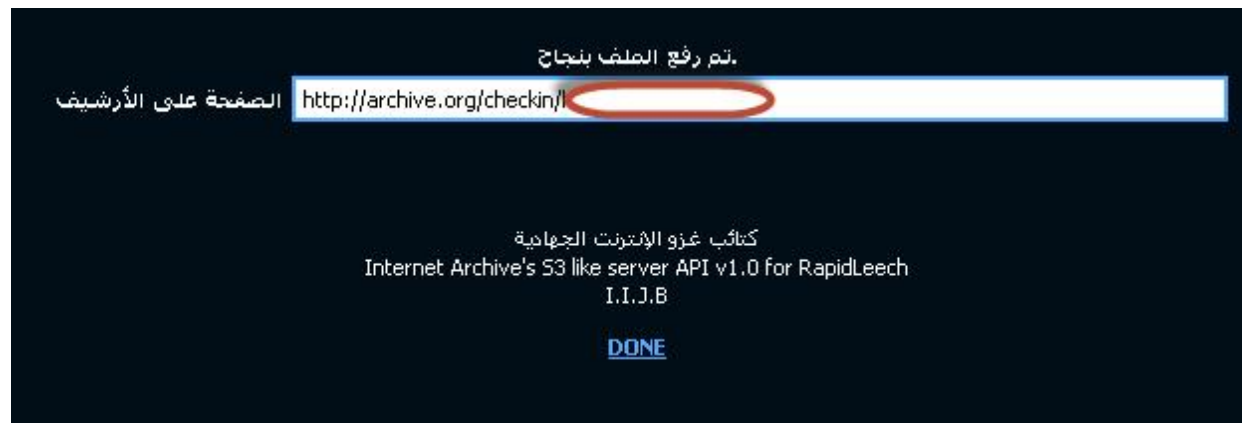 تم رفع الملف بنجاح.
الصفحة على الأرشيف http://archive.org/checkin/
كتائب غزو الإنترنت الجهادية
Internet Archive's S3 like server API v1.0 for RapidLeech
I.I.J.B
DONE